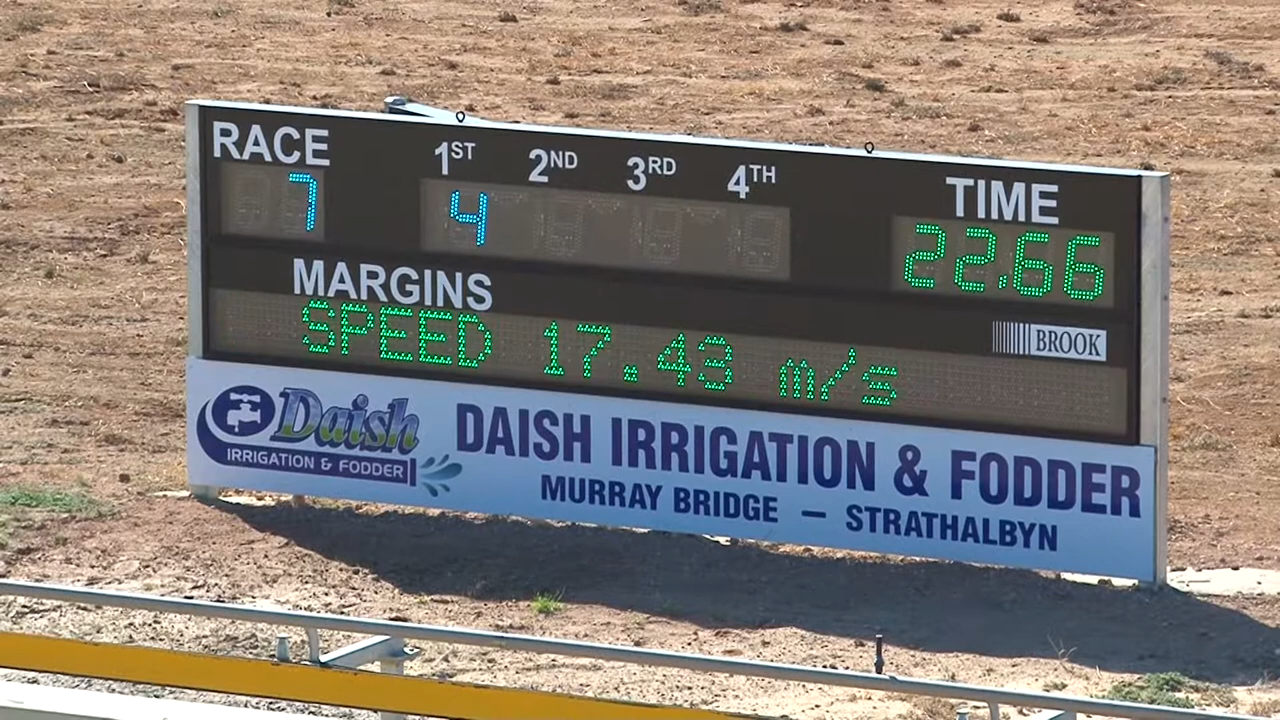 RACE 1ST 2ND 3RD 4TH TIME
7 4 22.66
MARGINS
BROOK
SPEED 17.43 m/s
Daish
IRRIGATION & FODDER
DAISH IRRIGATION & FODDER
MURRAY BRIDGE – STRATHALBYN